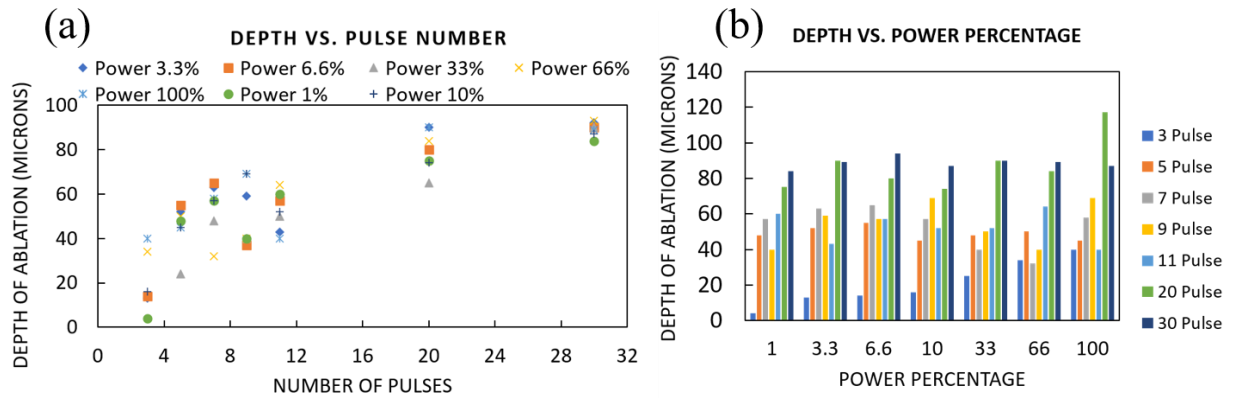 (a)
DEPTH VS. PULSE NUMBER
Power 3.3% Power 6.6% Power 33% Power 66%
Power 100% Power 1% Power 10%
DEPTH OF ABLATION (MICRONS)
100
80
60
40
20
0
0 4 8 12 16 20 24 28 32
NUMBER OF PULSES
(b)
DEPTH VS. POWER PERCENTAGE
DEPTH OF ABLATION (MICRONS)
140
120
100
80
60
40
20
0
1 3.3 6.6 10 33 66 100
POWER PERCENTAGE
3 Pulse
5 Pulse
7 Pulse
9 Pulse
11 Pulse
20 Pulse
30 Pulse